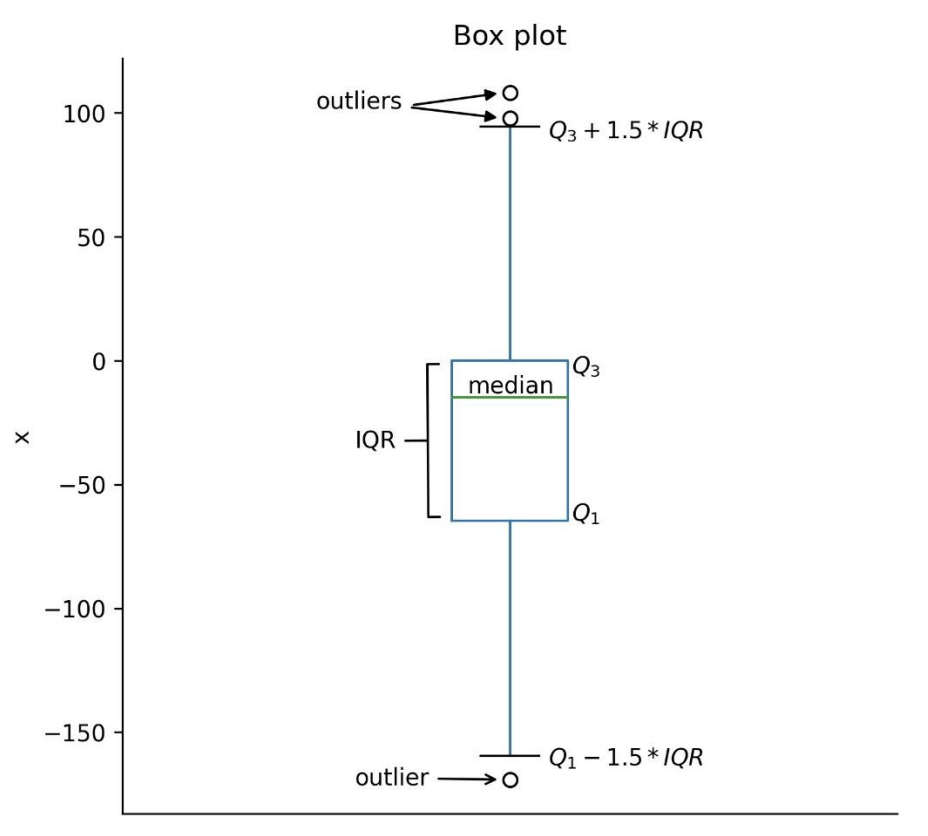 Box plot
outliers
100
Q₃ + 1.5 * IQR
50
0
Q₃
median
IQR
x
−50
Q₁
−100
−150
Q₁ − 1.5 * IQR
outlier